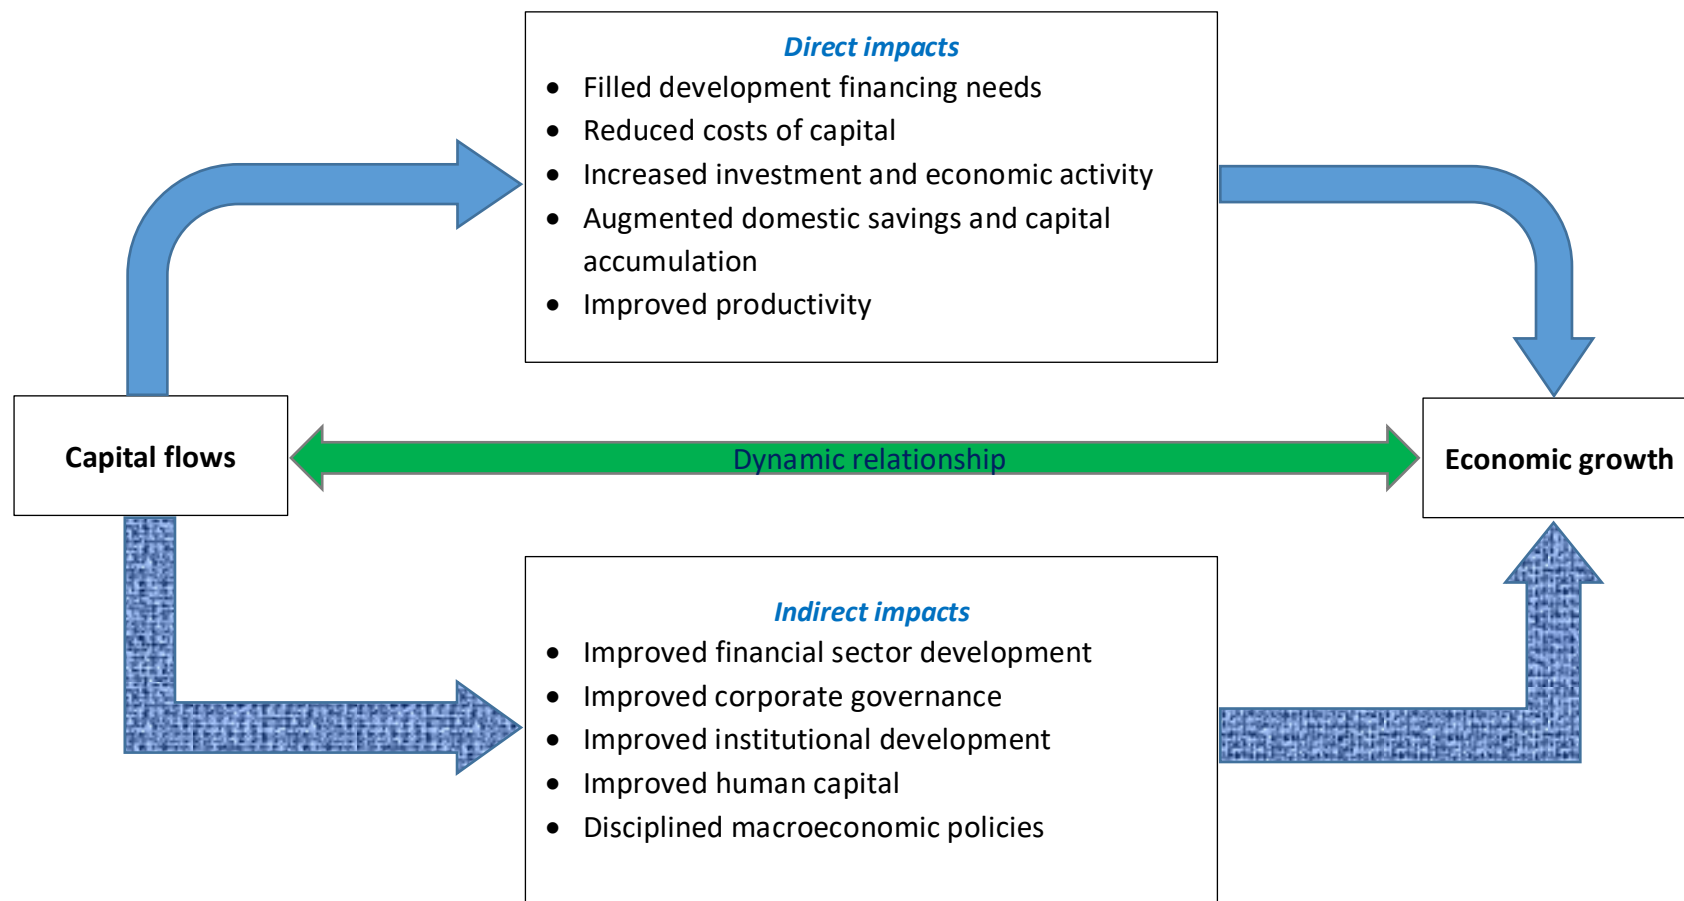 Direct impacts
• Filled development financing needs
• Reduced costs of capital
• Increased investment and economic activity
• Augmented domestic savings and capital
accumulation
• Improved productivity
Capital flows
Dynamic relationship
Economic growth
Indirect impacts
• Improved financial sector development
• Improved corporate governance
• Improved institutional development
• Improved human capital
• Disciplined macroeconomic policies